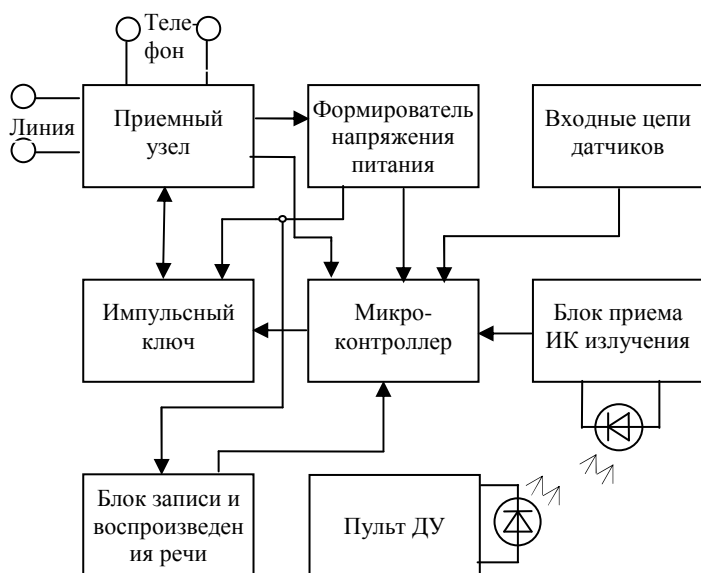 Теле-
фон
Линия
Приемный
узел
Формирователь
напряжения
питания
Входные цепи
датчиков
Импульсный
ключ
Микро-
контроллер
Блок приема
ИК излучения
Блок записи и
воспроизведен
ия речи
Пульт ДУ